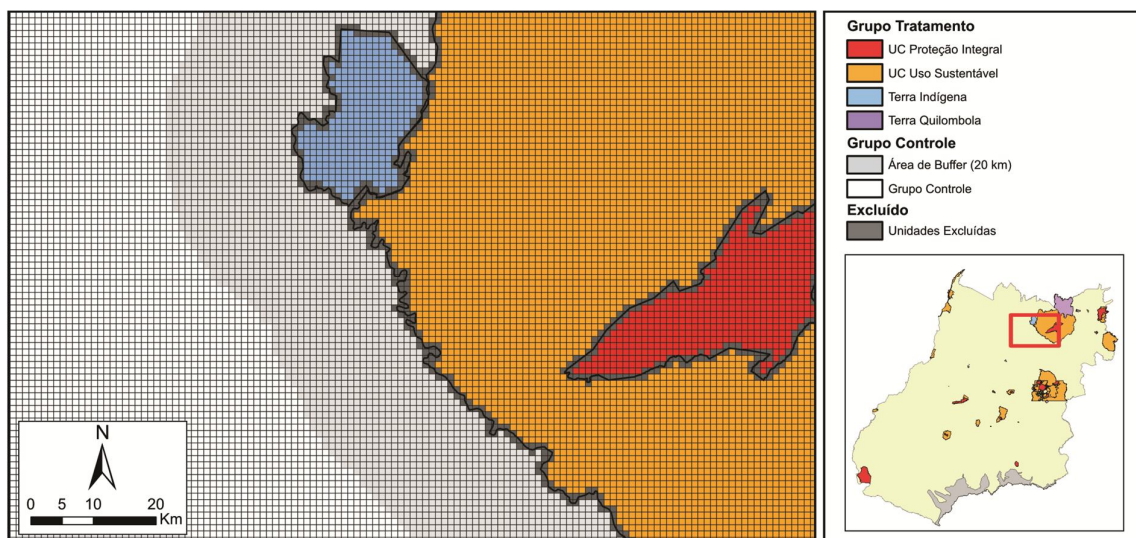 N
0 5 10 20
Km
Grupo Tratamento
UC Proteção Integral
UC Uso Sustentável
Terra Indígena
Terra Quilombola
Grupo Controle
Área de Buffer (20 km)
Grupo Controle
Excluído
Unidades Excluídas